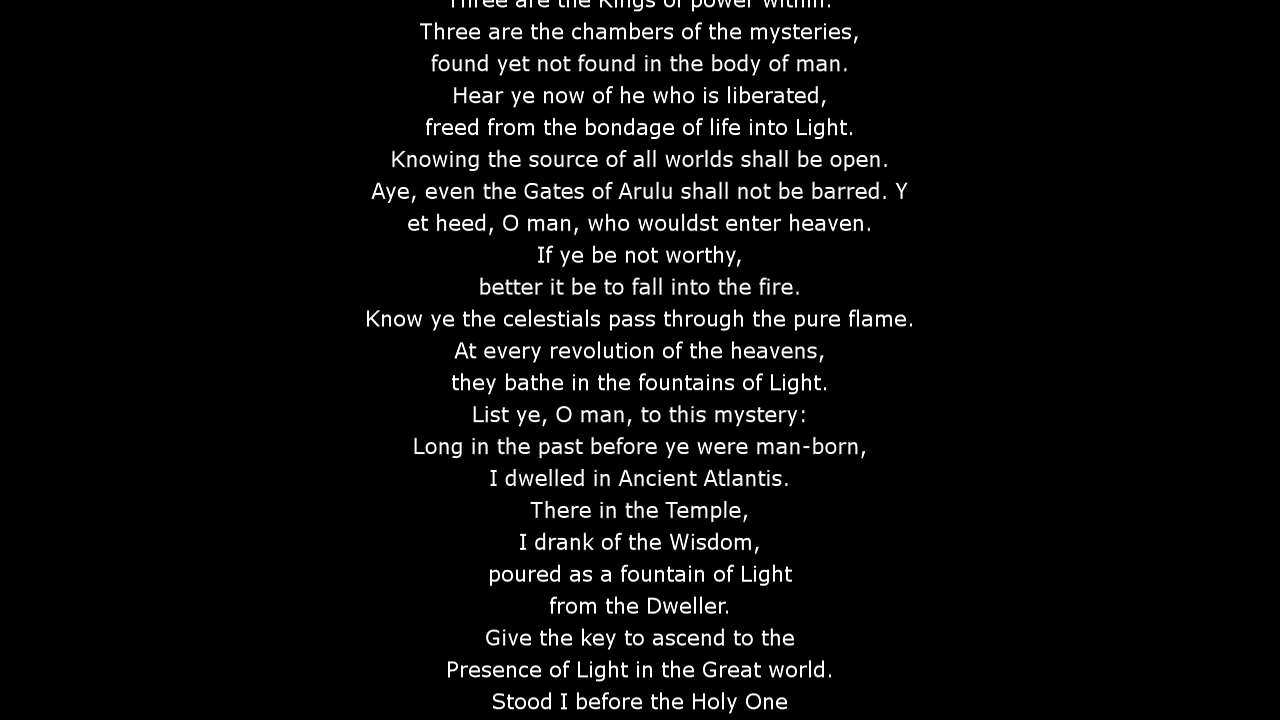 Three are the Kings of power within.
Three are the chambers of the mysteries,
found yet not found in the body of man.
Hear ye now of he who is liberated,
freed from the bondage of life into Light.
Knowing the source of all worlds shall be open.
Aye, even the Gates of Arulu shall not be barred. Y
et heed, O man, who wouldst enter heaven.
If ye be not worthy,
better it be to fall into the fire.
Know ye the celestials pass through the pure flame.
At every revolution of the heavens,
they bathe in the fountains of Light.
List ye, O man, to this mystery:
Long in the past before ye were man-born,
I dwelled in Ancient Atlantis.
There in the Temple,
I drank of the Wisdom,
poured as a fountain of Light
from the Dweller.
Give the key to ascend to the
Presence of Light in the Great world.
Stood I before the Holy One